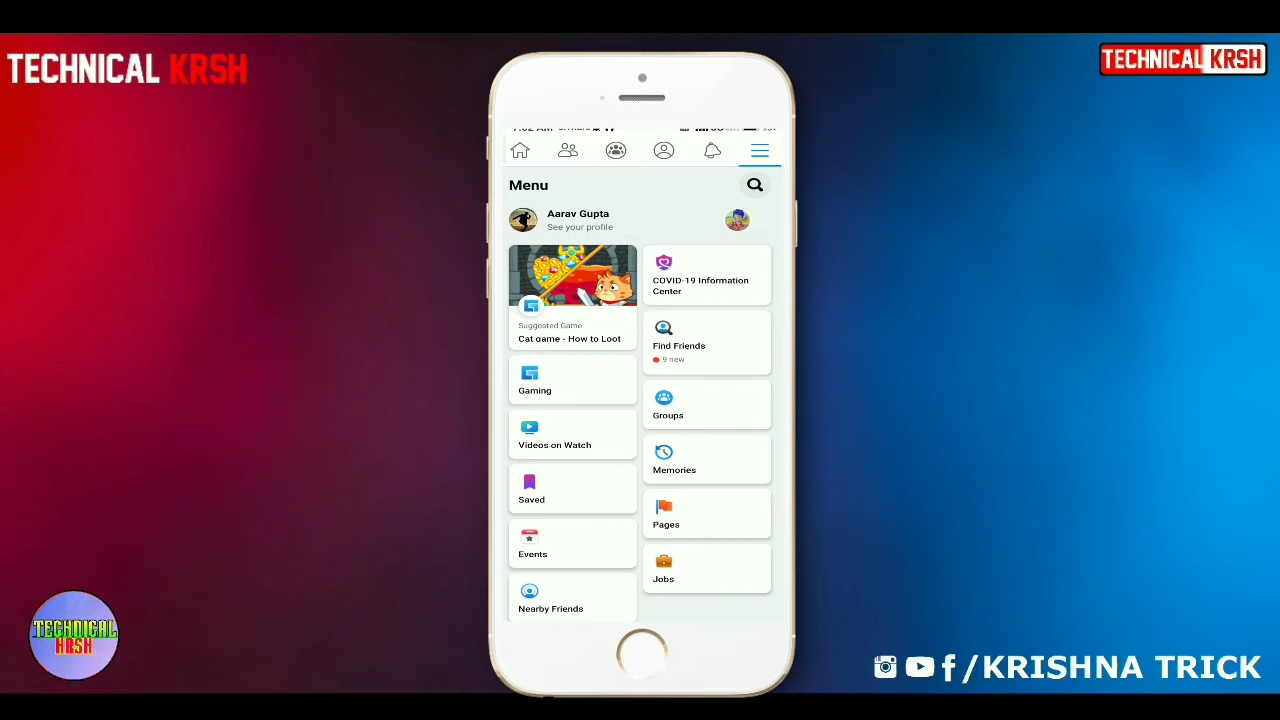 TECHNICAL KRSH
TECHNICAL KRSH
Menu
Aarav Gupta
See your profile
Suggested Game
Cat game - How to Loot
COVID-19 Information
Center
Find Friends
9 new
Gaming
Groups
Videos on Watch
Memories
Saved
Pages
Events
Jobs
Nearby Friends
TECHNICAL
KRSH
/KRISHNA TRICK